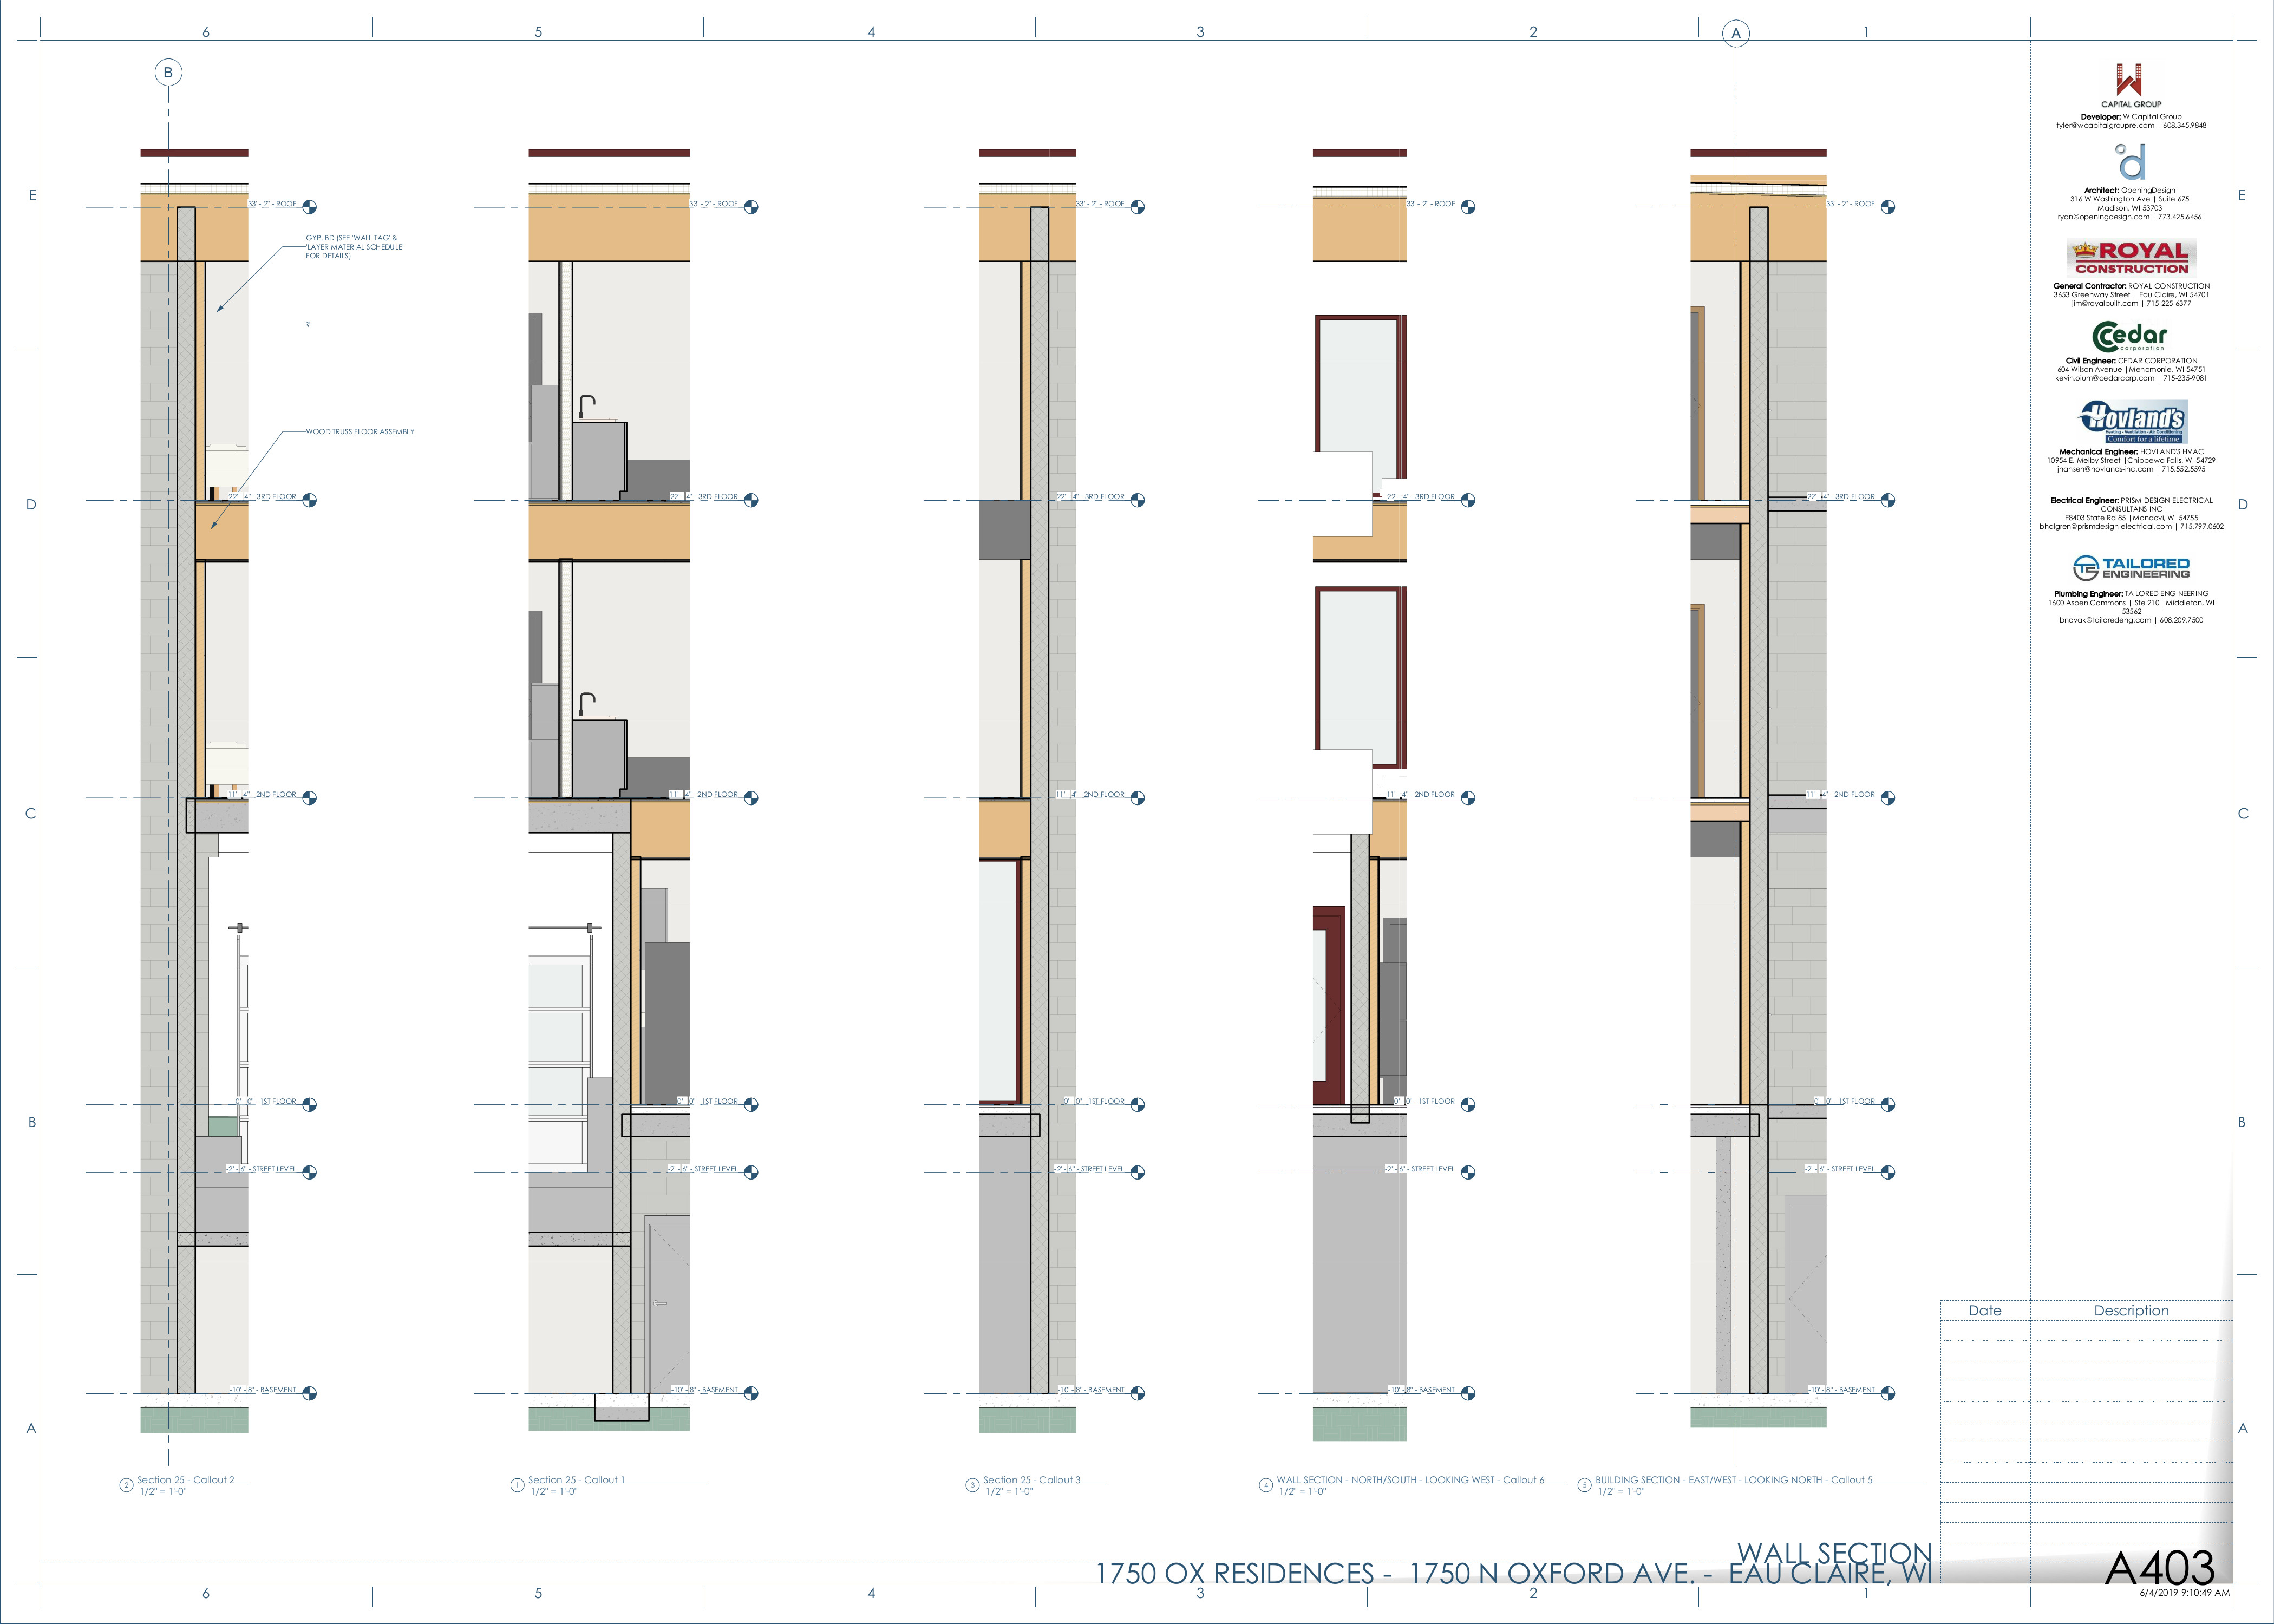 6 5 4 3 2 A 1
B
E E
33' - 2" - ROOF 33' - 2" - ROOF 33' - 2" - ROOF 33' - 2" - ROOF 33' - 2" - ROOF
GYP. BD (SEE 'WALL TAG' &
'LAYER MATERIAL SCHEDULE'
FOR DETAILS)
?
WOOD TRUSS FLOOR ASSEMBLY
22' - 4" - 3RD FLOOR 22' - 4" - 3RD FLOOR 22' - 4" - 3RD FLOOR 22' - 4" - 3RD FLOOR 22' - 4" - 3RD FLOOR
D D
11' - 4" - 2ND FLOOR 11' - 4" - 2ND FLOOR 11' - 4" - 2ND FLOOR 11' - 4" - 2ND FLOOR 11' - 4" - 2ND FLOOR
C C
0' - 0" - 1ST FLOOR 0' - 0" - 1ST FLOOR 0' - 0" - 1ST FLOOR 0' - 0" - 1ST FLOOR 0' - 0" - 1ST FLOOR
B B
-2' - 6" - STREET LEVEL -2' - 6" - STREET LEVEL -2' - 6" - STREET LEVEL -2' - 6" - STREET LEVEL -2' - 6" - STREET LEVEL
-10' - 8" - BASEMENT -10' - 8" - BASEMENT -10' - 8" - BASEMENT -10' - 8" - BASEMENT -10' - 8" - BASEMENT
A A
2 Section 25 - Callout 2
1/2" = 1'-0"
1 Section 25 - Callout 1
1/2" = 1'-0"
3 Section 25 - Callout 3
1/2" = 1'-0"
4 WALL SECTION - NORTH/SOUTH - LOOKING WEST - Callout 6
1/2" = 1'-0"
5 BUILDING SECTION - EAST/WEST - LOOKING NORTH - Callout 5
1/2" = 1'-0"
W
CAPITAL GROUP
Developer: W Capital Group
tyler@wcapitalgroupre.com | 608.345.9848
d
Architect: OpeningDesign
316 W Washington Ave | Suite 675
Madison, WI 53703
ryan@openingdesign.com | 773.425.6456
ROYAL
CONSTRUCTION
General Contractor: ROYAL CONSTRUCTION
3653 Greenway Street | Eau Claire, WI 54701
jim@royalbuilt.com | 715-225-6377
Cedar
corporation
Civil Engineer: CEDAR CORPORATION
604 Wilson Avenue |Menomonie, WI 54751
kevin.oium@cedarcorp.com | 715-235-9081
Hovland's
Heating - Ventilation - Air Conditioning
Comfort for a lifetime.
Mechanical Engineer: HOVLAND'S HVAC
10954 E. Melby Street |Chippewa Falls, WI 54729
jhansen@hovlands-inc.com | 715.552.5595
Electrical Engineer: PRISM DESIGN ELECTRICAL
CONSULTANS INC
E8403 State Rd 85 |Mondovi, WI 54755
bhalgren@prismdesign-electrical.com | 715.797.0602
TE TAILORED
ENGINEERING
Plumbing Engineer: TAILORED ENGINEERING
1600 Aspen Commons | Ste 210 |Middleton, WI
53562
bnovak@tailoredeng.com | 608.209.7500
Date Description
WALL SECTION
1750 OX RESIDENCES - 1750 N OXFORD AVE. - EAU CLAIRE, WI
A403
6/4/2019 9:10:49 AM
6 5 4 3 2 1